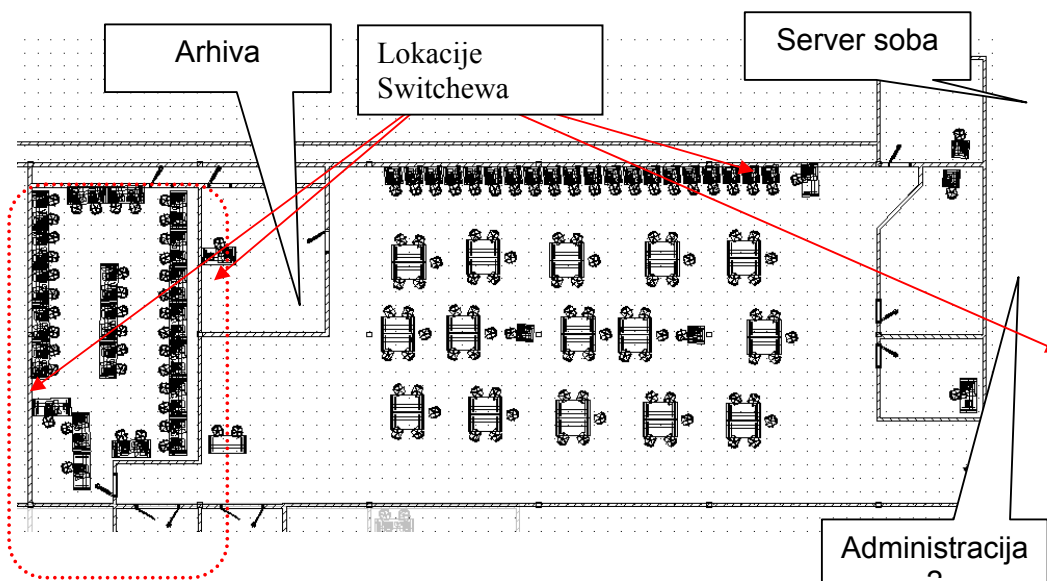 Arhiva
Lokacije
Switchewa
Server soba
Administracija